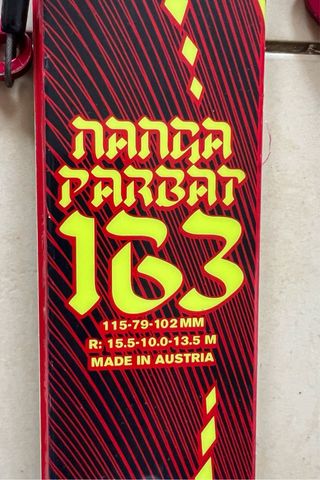 NANGA
PARBAT
163
115-79-102 MM
R: 15.5-10.0-13.5 M
MADE IN AUSTRIA